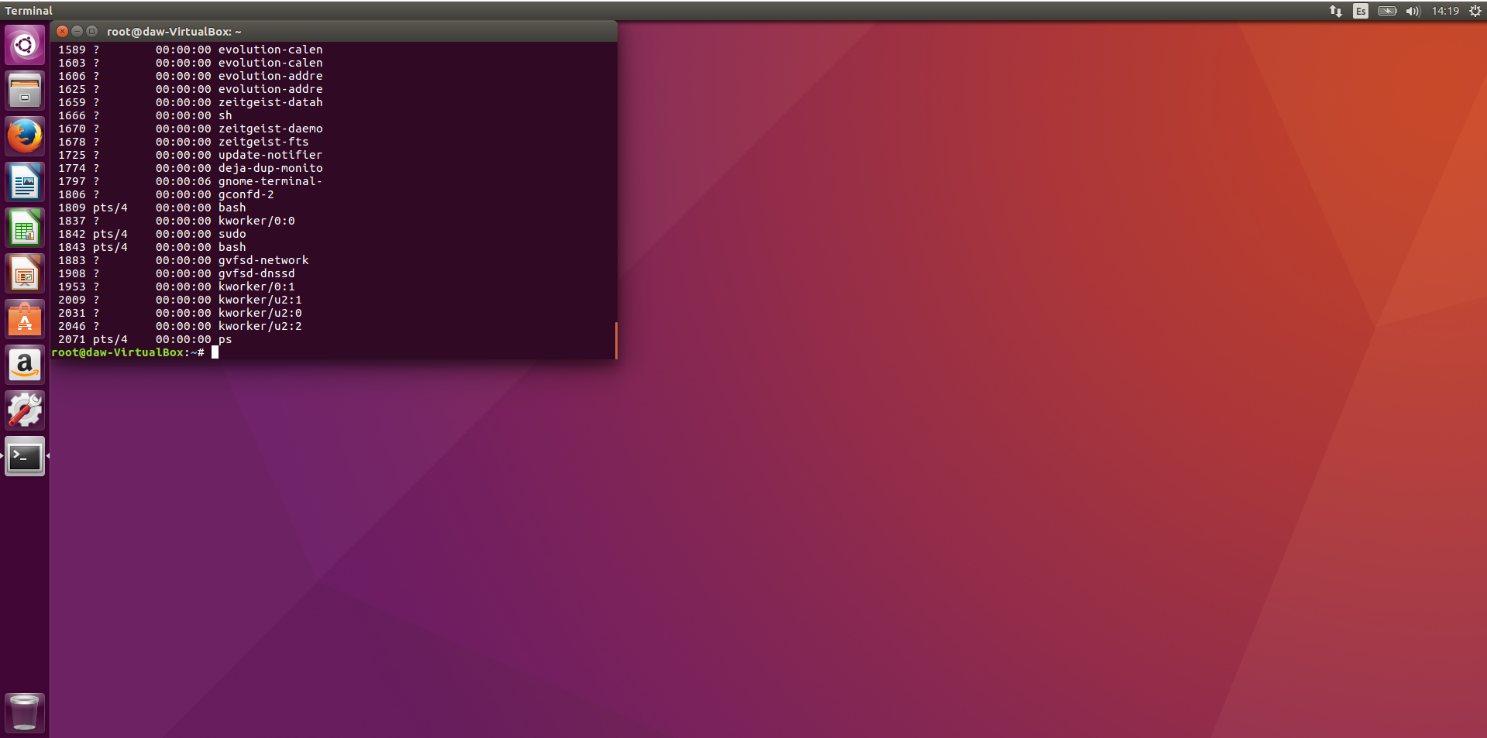 Terminal
Es
14:19
root@daw-VirtualBox: ~
1589 ?        00:00:00 evolution-calen
1603 ?        00:00:00 evolution-calen
1606 ?        00:00:00 evolution-addre
1625 ?        00:00:00 evolution-addre
1659 ?        00:00:00 zeitgeist-datah
1666 ?        00:00:00 sh
1670 ?        00:00:00 zeitgeist-daemo
1678 ?        00:00:00 zeitgeist-fts
1725 ?        00:00:00 update-notifier
1774 ?        00:00:00 deja-dup-monito
1797 ?        00:00:06 gnome-terminal-
1806 ?        00:00:00 gconfd-2
1809 pts/4    00:00:00 bash
1837 ?        00:00:00 kworker/0:0
1842 pts/4    00:00:00 sudo
1843 pts/4    00:00:00 bash
1883 ?        00:00:00 gvfsd-network
1908 ?        00:00:00 gvfsd-dnssd
1953 ?        00:00:00 kworker/0:1
2009 ?        00:00:00 kworker/u2:1
2031 ?        00:00:00 kworker/u2:0
2046 ?        00:00:00 kworker/u2:2
2071 pts/4    00:00:00 ps
root@daw-VirtualBox:~#